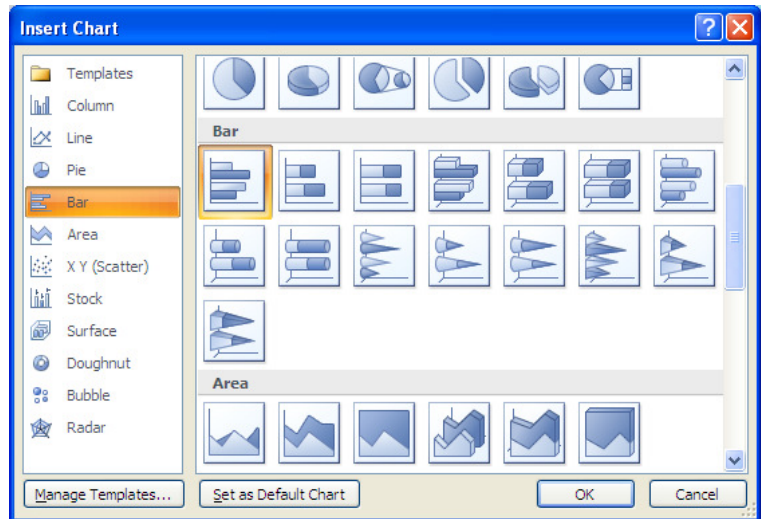 Insert Chart
Templates
Column
Line
Pie
Bar
Area
X Y (Scatter)
Stock
Surface
Doughnut
Bubble
Radar
Bar
Area
Manage Templates...
Set as Default Chart
OK
Cancel